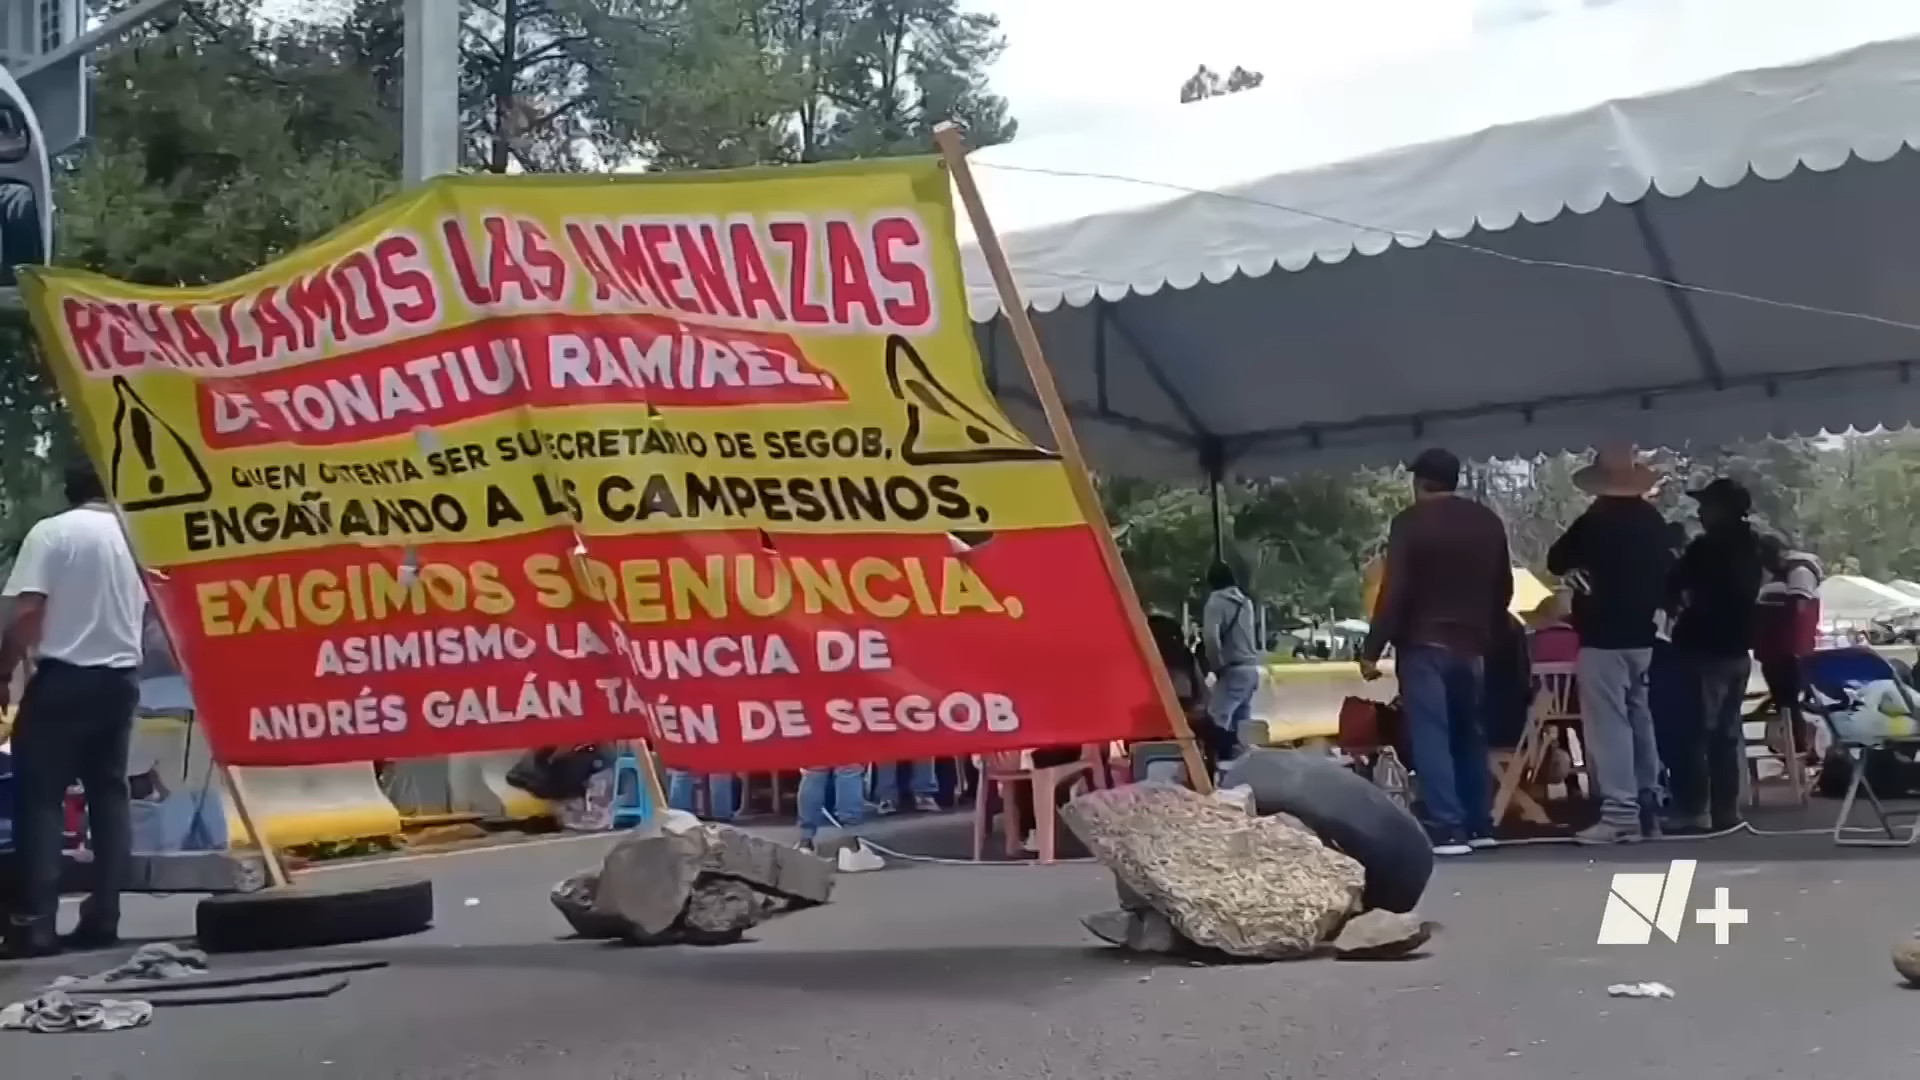 RECHAZAMOS LAS AMENAZAS
DE TONATIUH RAMÍREZ,
QUIEN OSTENTA SER SUBSECRETARIO DE SEGOB,
ENGAÑANDO A LOS CAMPESINOS,
EXIGIMOS SU RENUNCIA,
ASIMISMO LA RENUNCIA DE
ANDRÉS GALÁN TAMBIÉN DE SEGOB
N+